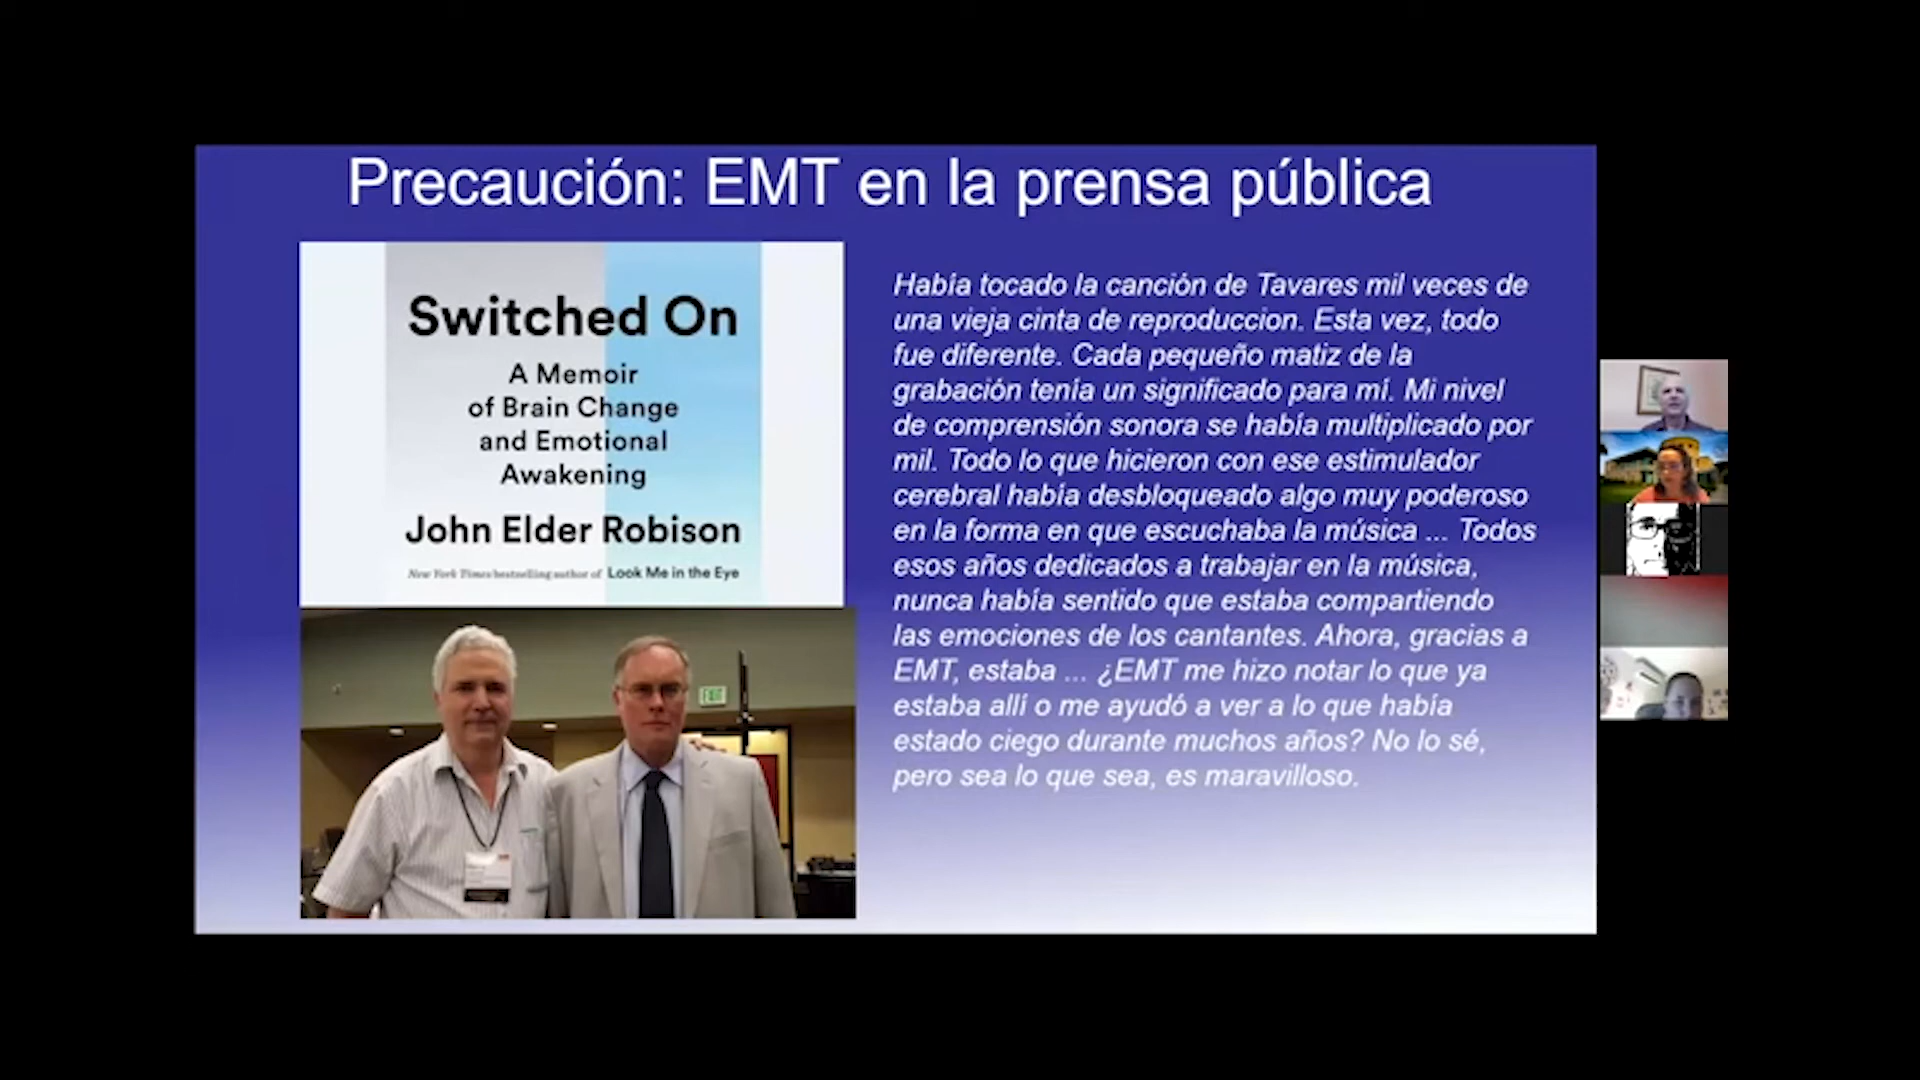 Precaución: EMT en la prensa pública
Switched On
A Memoir
of Brain Change
and Emotional
Awakening
John Elder Robison
New York Times bestselling author of Look Me in the Eye
Había tocado la canción de Tavares mil veces de
una vieja cinta de reproduccion. Esta vez, todo
fue diferente. Cada pequeño matiz de la
grabación tenía un significado para mí. Mi nivel
de comprensión sonora se había multiplicado por
mil. Todo lo que hicieron con ese estimulador
cerebral había desbloqueado algo muy poderoso
en la forma en que escuchaba la música ... Todos
esos años dedicados a trabajar en la música,
nunca había sentido que estaba compartiendo
las emociones de los cantantes. Ahora, gracias a
EMT, estaba ... ¿EMT me hizo notar lo que ya
estaba allí o me ayudó a ver a lo que había
estado ciego durante muchos años? No lo sé,
pero sea lo que sea, es maravilloso.
EXIT